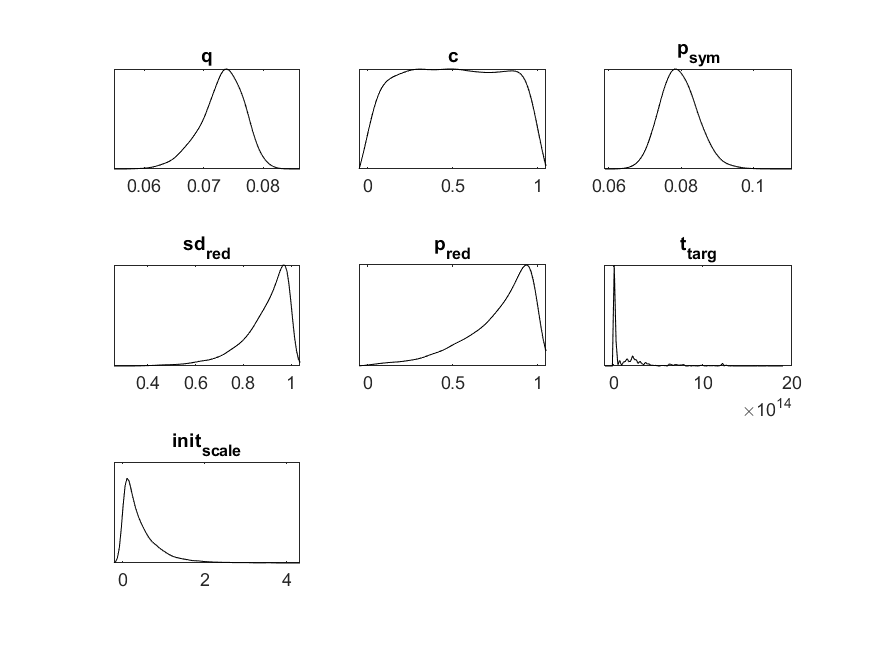 q c p_sym
0.06 0.07 0.08 0 0.5 1 0.06 0.08 0.1
sd_red p_red t_targ
0.4 0.6 0.8 1 0 0.5 1 0 10 20
×10^14
init_scale
0 2 4